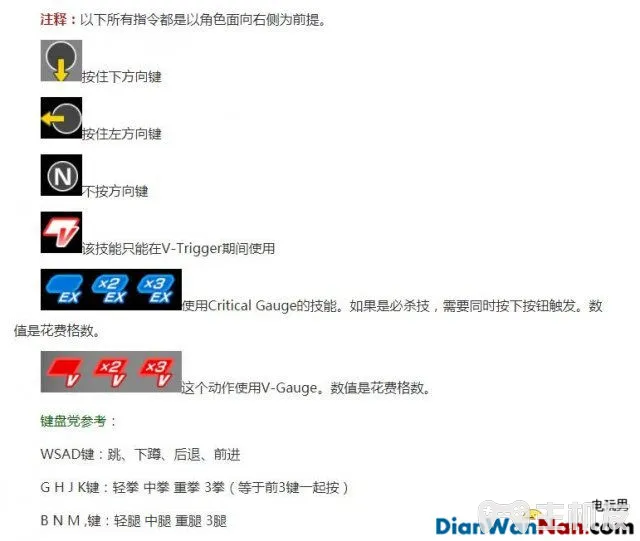 注释：以下所有指令都是以角色面向右侧为前提。
按住下方向键
按住左方向键
N 不按方向键
V 该技能只能在V-Trigger期间使用
EX x2 EX x3 EX 使用Critical Gauge的技能。如果是必杀技，需要同时按下按钮触发。数
值是花费格数。
V x2 V x3 V 这个动作使用V-Gauge。数值是花费格数。
键盘党参考：
WSAD键：跳、下蹲、后退、前进
G H J K键：轻拳 中拳 重拳 3拳（等于前3键一起按）
B N M ,键：轻腿 中腿 重腿 3腿
电玩男
DianWanNan.com